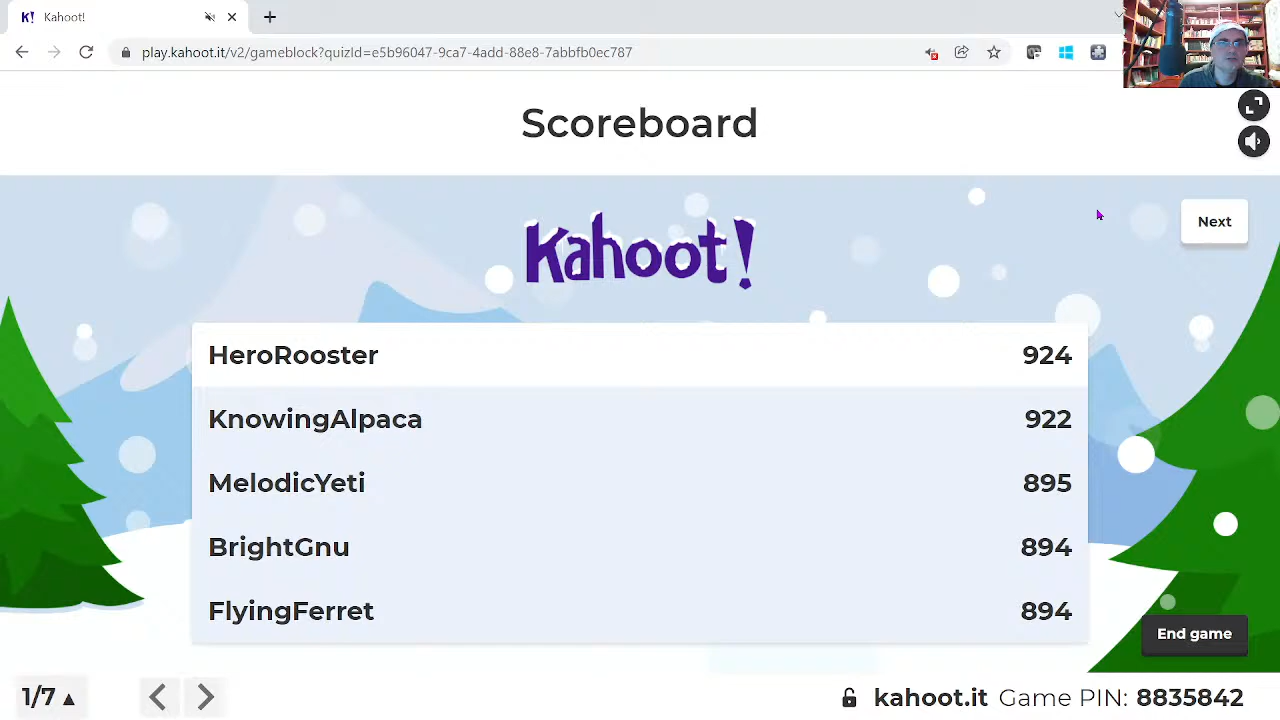 K! Kahoot!
play.kahoot.it/v2/gameblock?quizId=e5b96047-9ca7-4add-88e8-7abbfb0ec787
Scoreboard
Kahoot!
Next
HeroRooster 924
KnowingAlpaca 922
MelodicYeti 895
BrightGnu 894
FlyingFerret 894
End game
1/7 ▲
kahoot.it Game PIN: 8835842